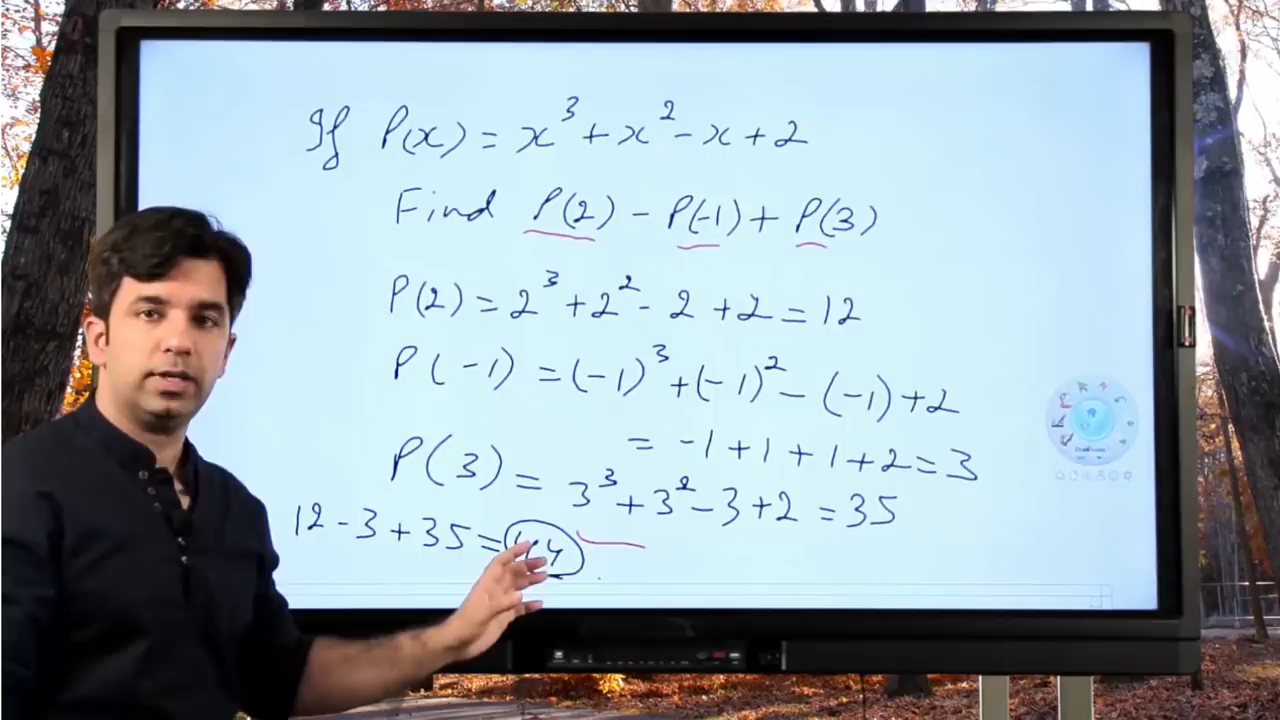 If P(x) = x³ + x² - x + 2
Find P(2) - P(-1) + P(3)
P(2) = 2³ + 2² - 2 + 2 = 12
P(-1) = (-1)³ + (-1)² - (-1) + 2
= -1 + 1 + 1 + 2 = 3
P(3) = 3³ + 3² - 3 + 2 = 35
12 - 3 + 35 = 44